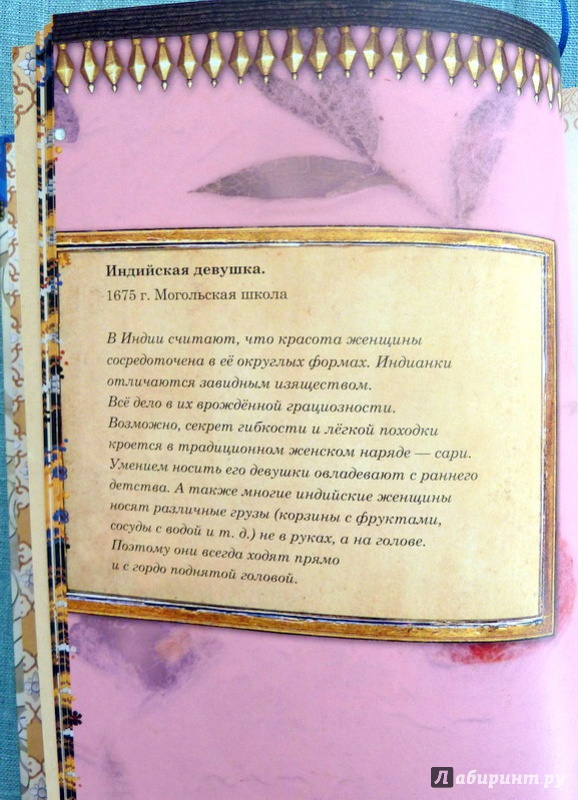 Индийская девушка.
1675 г. Могольская школа
В Индии считают, что красота женщины
сосредоточена в её округлых формах. Индианки
отличаются завидным изяществом.
Всё дело в их врождённой грациозности.
Возможно, секрет гибкости и лёгкой походки
кроется в традиционном женском наряде — сари.
Умением носить его девушки овладевают с раннего
детства. А также многие индийские женщины
носят различные грузы (корзины с фруктами,
сосуды с водой и т. д.) не в руках, а на голове.
Поэтому они всегда ходят прямо
и с гордо поднятой головой.
Лабиринт.ру